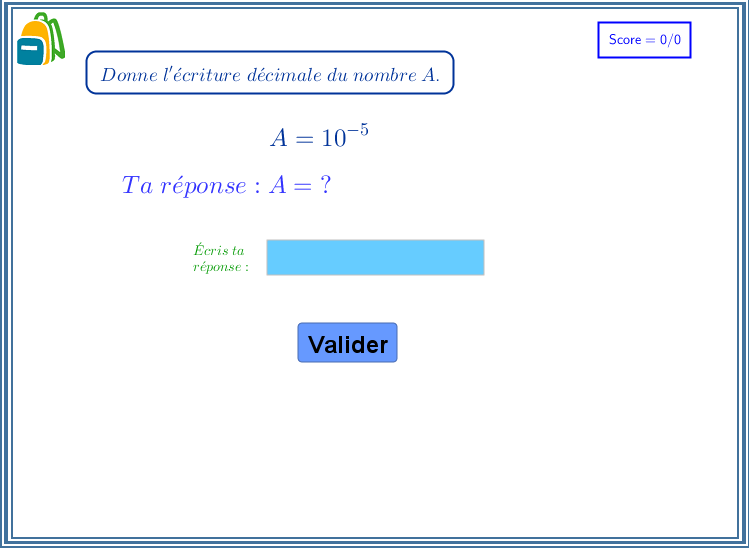 Score = 0/0
Donne l'écriture décimale du nombre A.
A = 10⁻⁵
Ta réponse : A = ?
Écris ta
réponse :
Valider